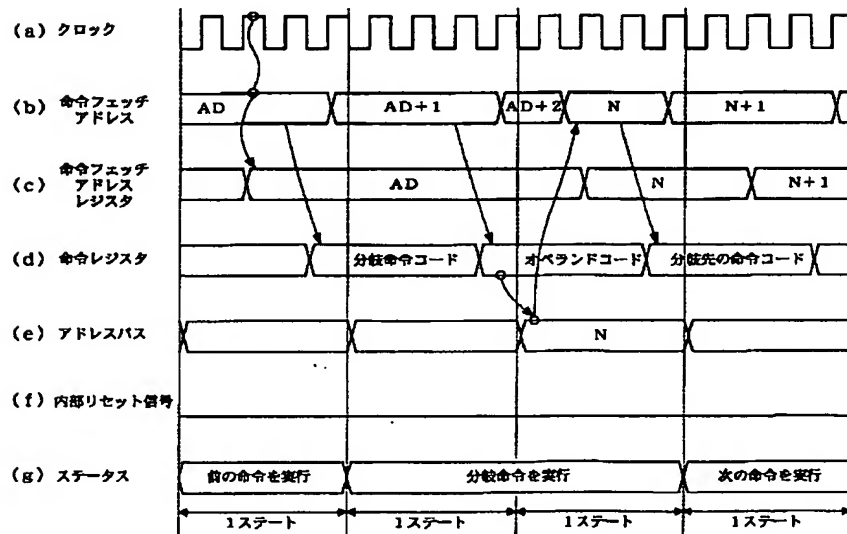 (a) クロック
(b) 命令フェッチ
アドレス
AD
AD+1
AD+2
N
N+1
(c) 命令フェッチ
アドレス
レジスタ
AD
N
N+1
(d) 命令レジスタ
分岐命令コード
オペランドコード
分岐先の命令コード
(e) アドレスバス
N
(f) 内部リセット信号
(g) ステータス
前の命令を実行
分岐命令を実行
次の命令を実行
1ステート
1ステート
1ステート
1ステート